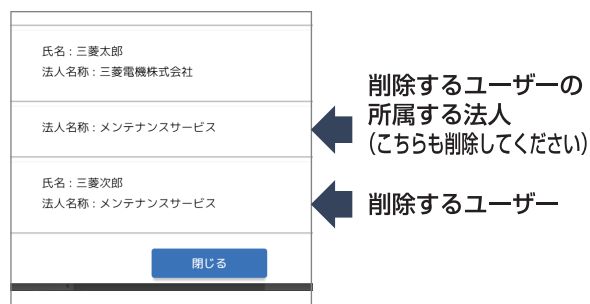 氏名：三菱太郎
法人名称：三菱電機株式会社
法人名称：メンテナンスサービス
氏名：三菱次郎
法人名称：メンテナンスサービス
閉じる
削除するユーザーの
所属する法人
（こちらも削除してください）
削除するユーザー